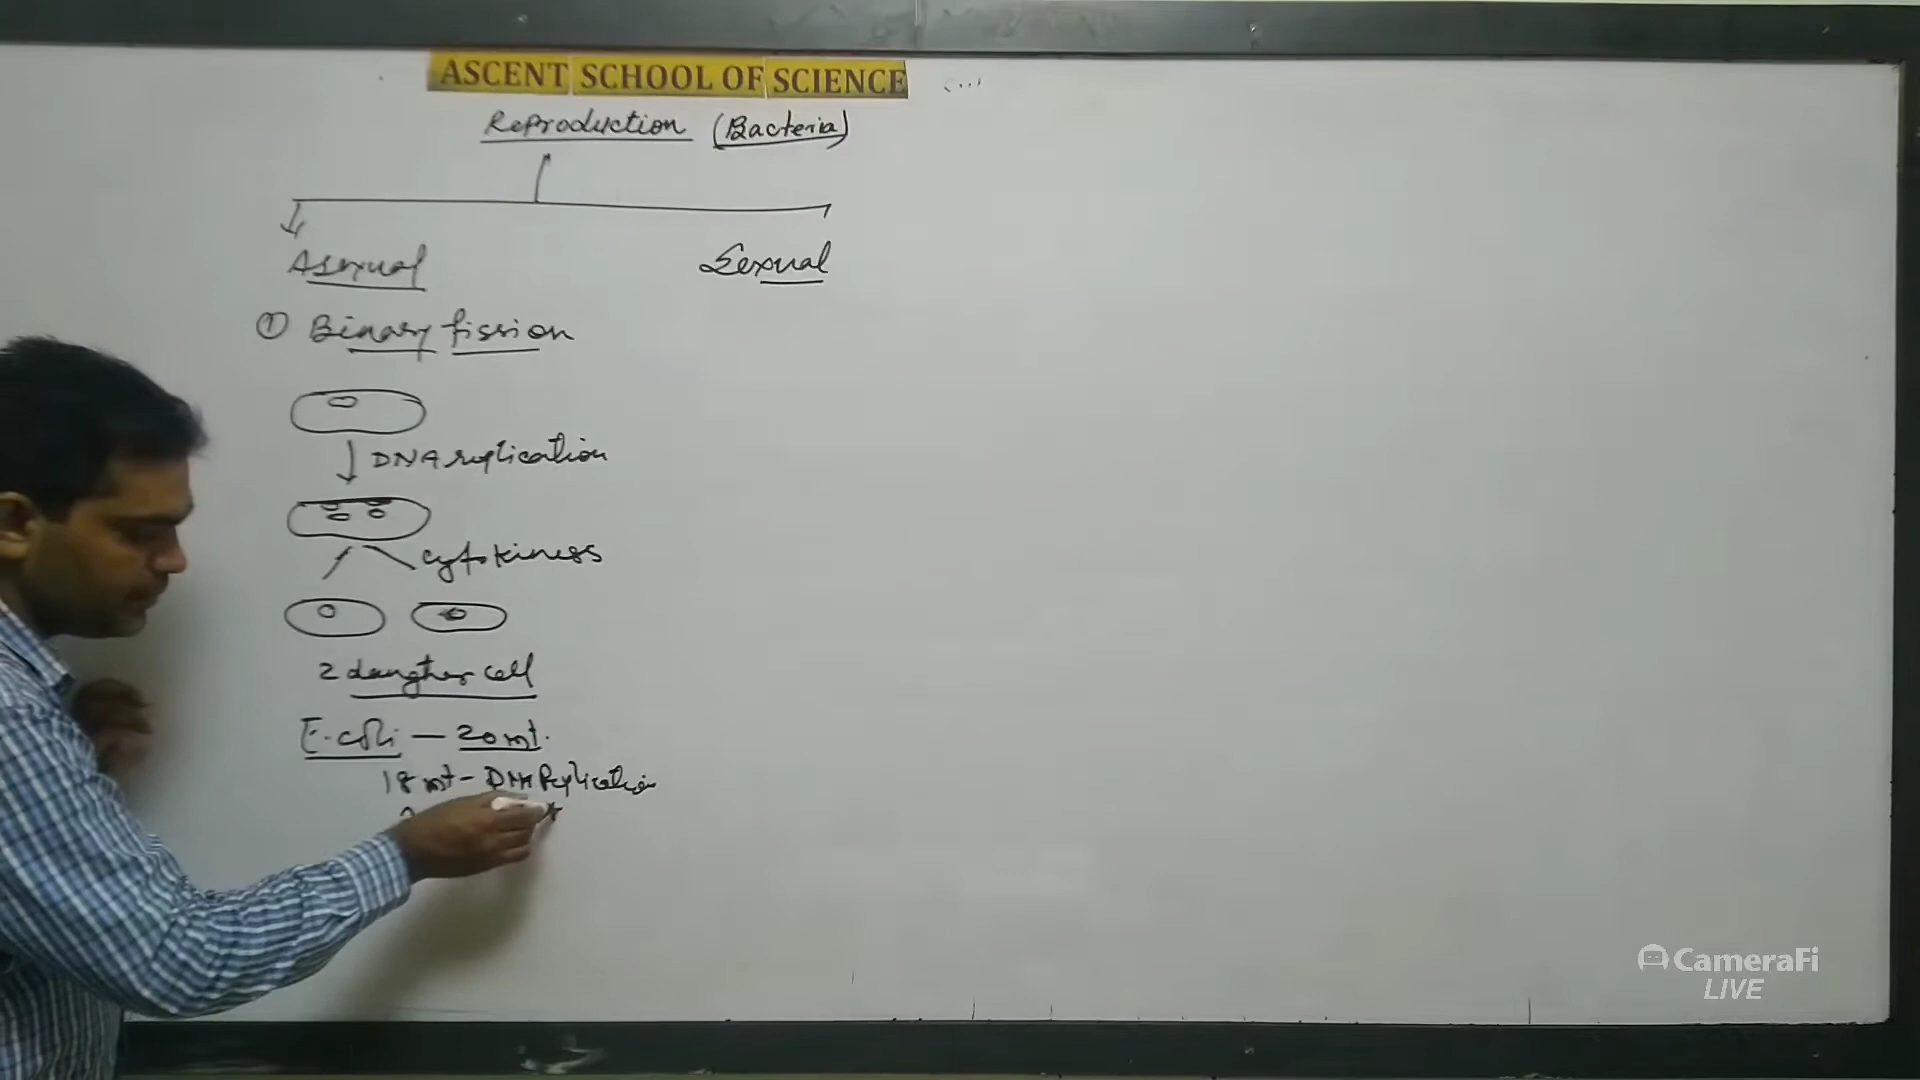 ASCENT SCHOOL OF SCIENCE
Reproduction (Bacteria)
Asexual Sexual
① Binary fission
DNA replication
cytokiness
2 daughter cell
E.coli — 20 mt.
18 mt - DNA Replication
CameraFi
LIVE